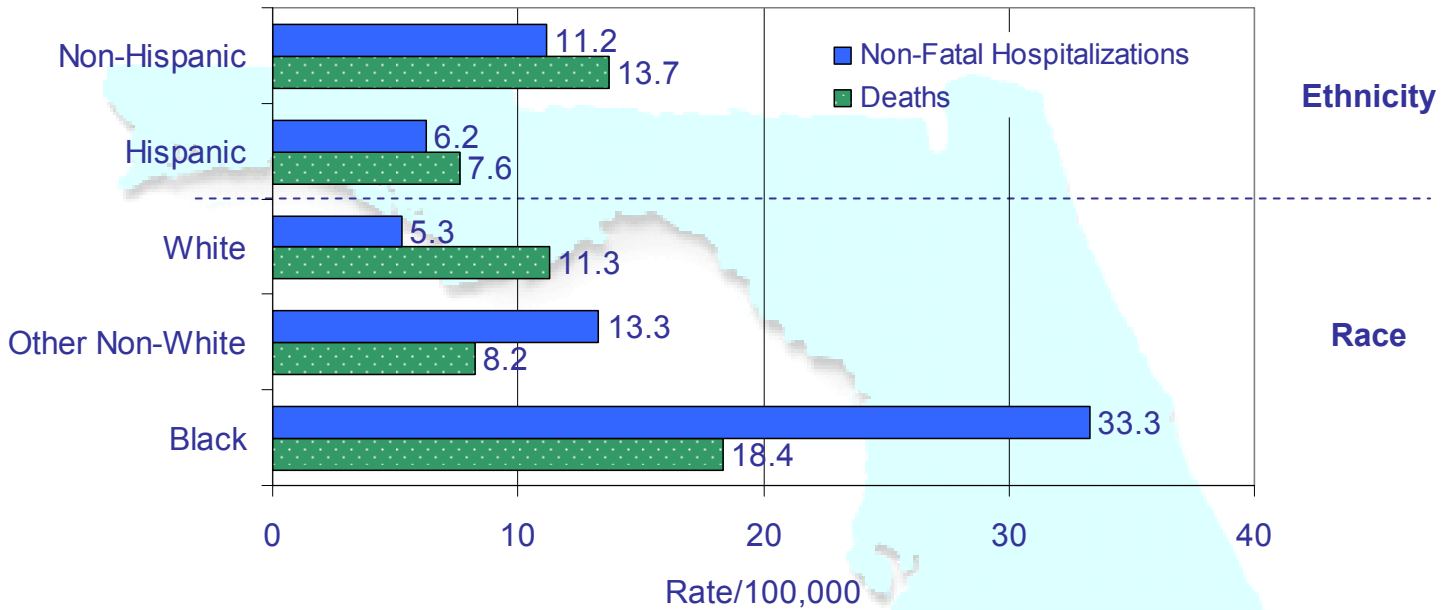 Non-Hispanic
11.2
13.7
Non-Fatal Hospitalizations
Deaths
Ethnicity
Hispanic
6.2
7.6
White
5.3
11.3
Other Non-White
13.3
8.2
Race
Black
33.3
18.4
0 10 20 30 40
Rate/100,000